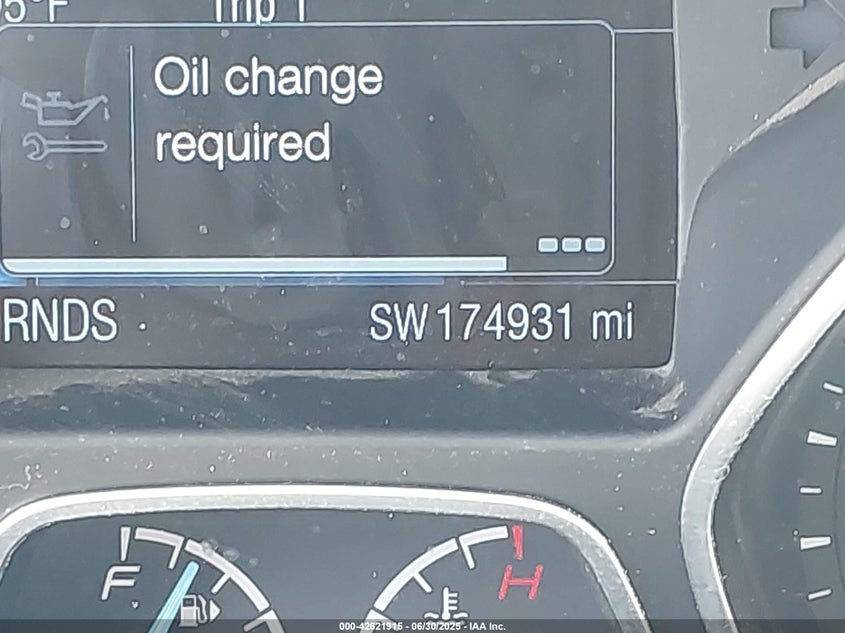 Trip 1
Oil change
required
RNDS
SW 174931 mi
F
H
000-42621915 - 06/30/2025 - IAA Inc.